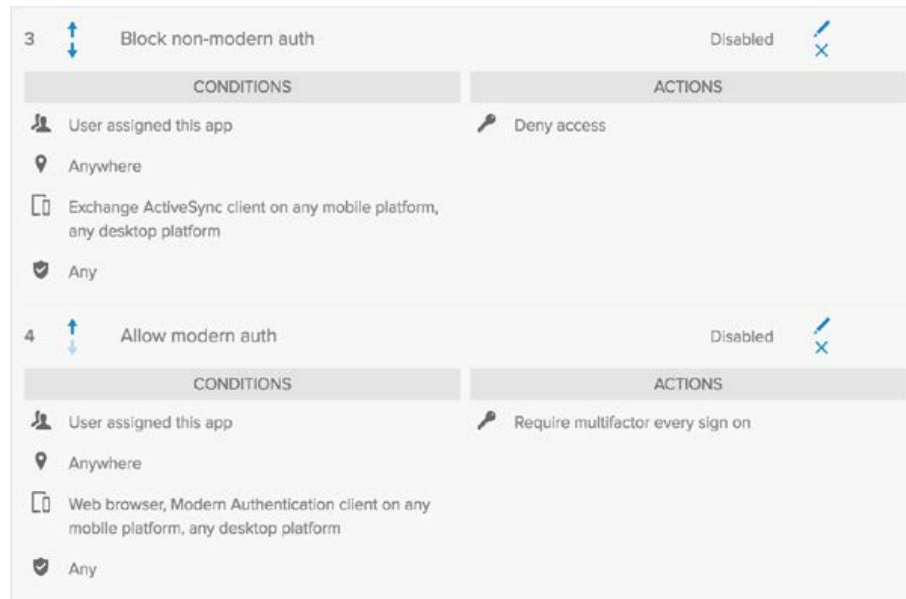 3 Block non-modern auth Disabled
CONDITIONS ACTIONS
User assigned this app Deny access
Anywhere
Exchange ActiveSync client on any mobile platform,
any desktop platform
Any
4 Allow modern auth Disabled
CONDITIONS ACTIONS
User assigned this app Require multifactor every sign on
Anywhere
Web browser, Modern Authentication client on any
mobile platform, any desktop platform
Any